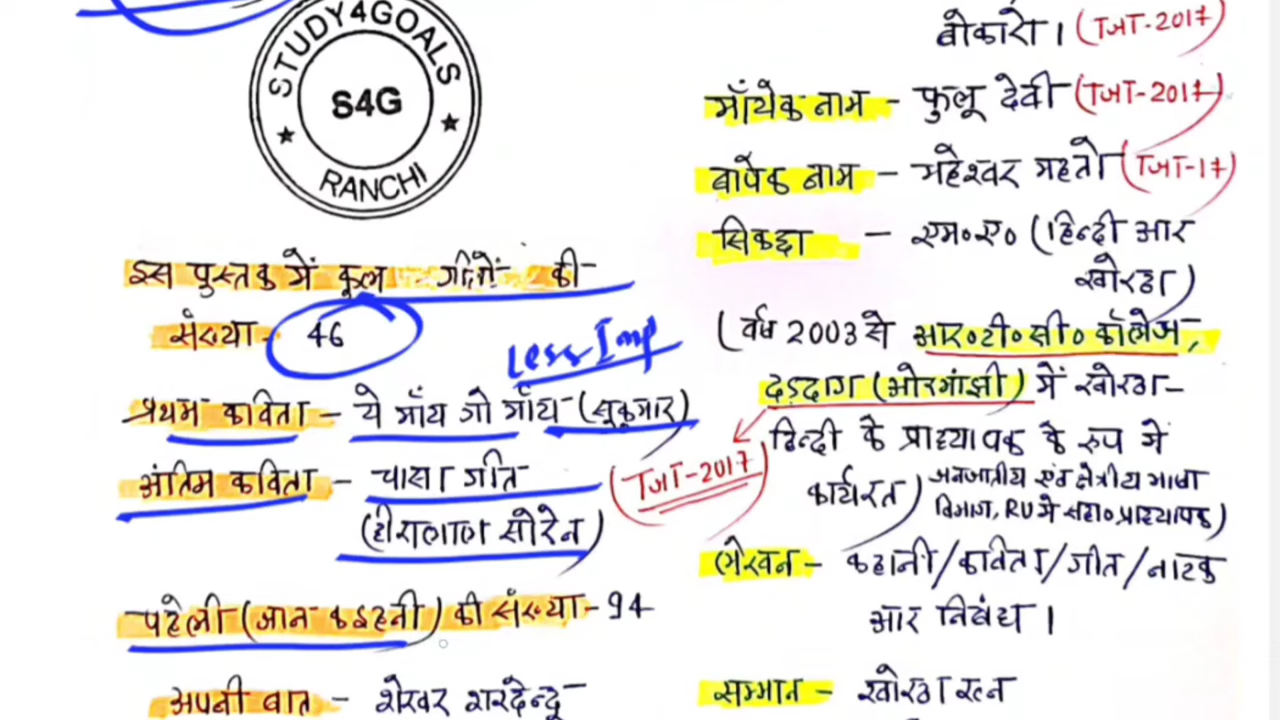 STUDY4GOALS
S4G
RANCHI
इस पुस्तक में कुल गीतों की
संख्या- 46
Less Imp
प्रथम कविता - ये माँय गो माँय (सुकुमार)
अंतिम कविता - चासा गीत
(हीरालाल सोरेन)
(TGT-2017)
पहेली (जान कइहनी) की संख्या- 94
अपनी बात - शेखर शरदेन्दु
बोकारो। (TGT-2017)
माँयेक नाम - फुलू देवी (TGT-2017)
बापेक नाम - महेश्वर महतो (TGT-17)
सिकछा - एम०ए० (हिन्दी आर
खोरठा)
(वर्ष 2003 से आर०टी०सी० कॉलेज,
दड़दाग (ओरमांझी) में खोरठा-
हिन्दी के प्राध्यापक के रुप में
कार्यरत) जनजातीय एवं क्षेत्रीय भाषा
विभाग, RU में सहा० प्राध्यापक)
लेखन- कहानी/कविता/गीत/नाटक
आर निबंध।
सम्मान - खोरठा रत्न